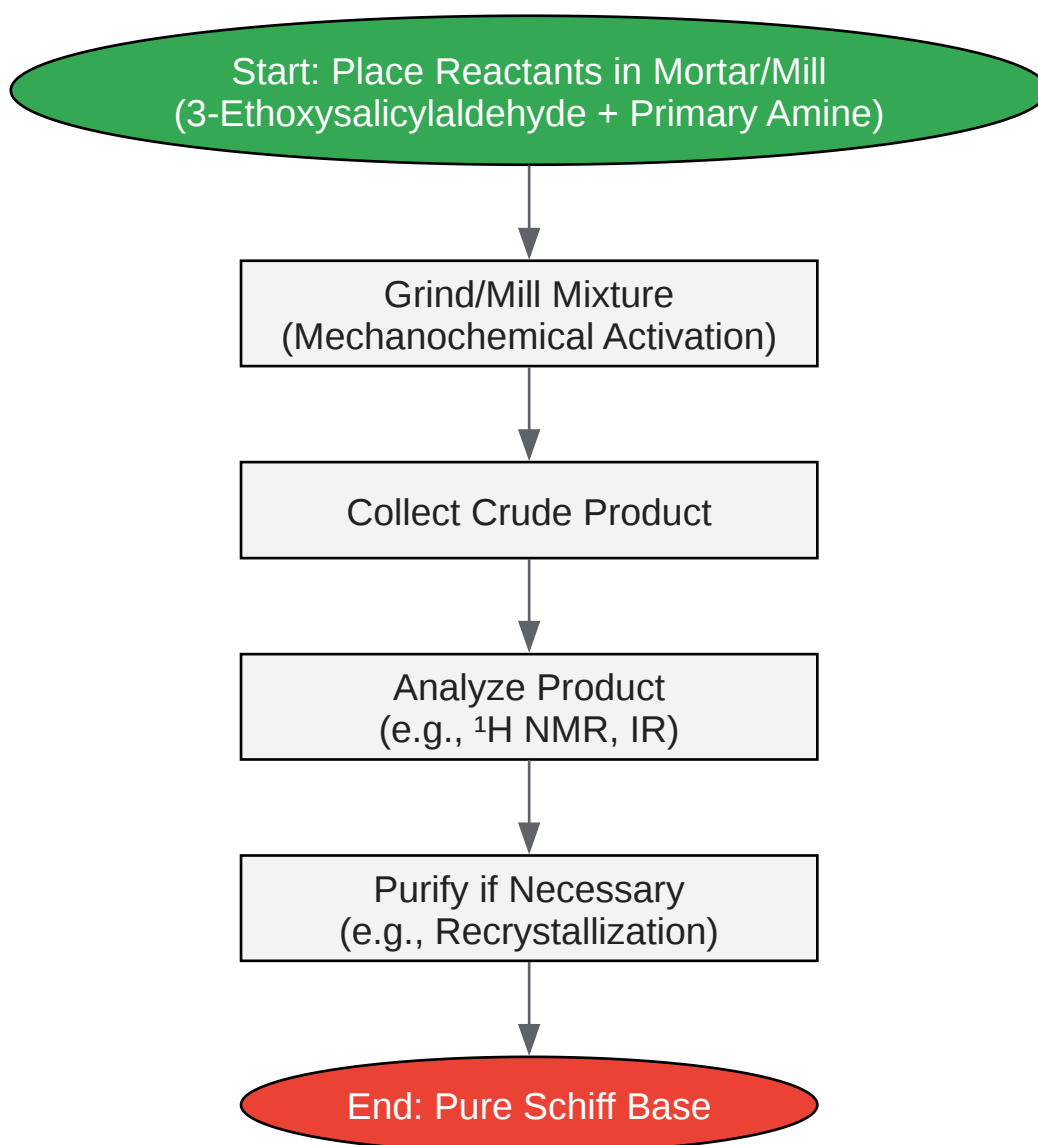 Start: Place Reactants in Mortar/Mill
(3-Ethoxysalicylaldehyde + Primary Amine)
Grind/Mill Mixture
(Mechanochemical Activation)
Collect Crude Product
Analyze Product
(e.g., ¹H NMR, IR)
Purify if Necessary
(e.g., Recrystallization)
End: Pure Schiff Base